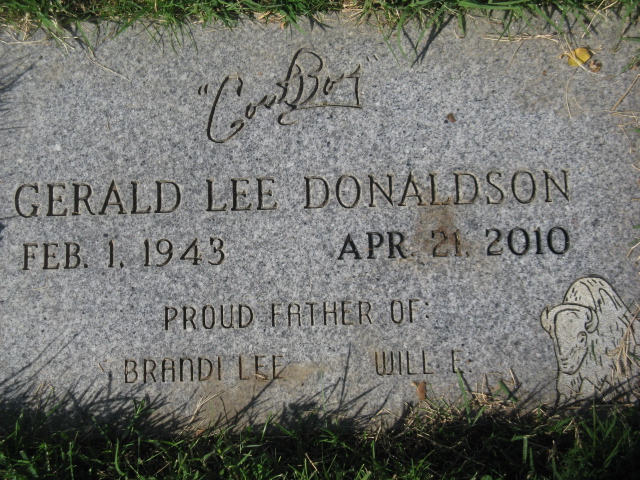 "CowBoy"
GERALD LEE DONALDSON
FEB. 1, 1943 APR. 21, 2010
PROUD FATHER OF:
BRANDI LEE WILL E.